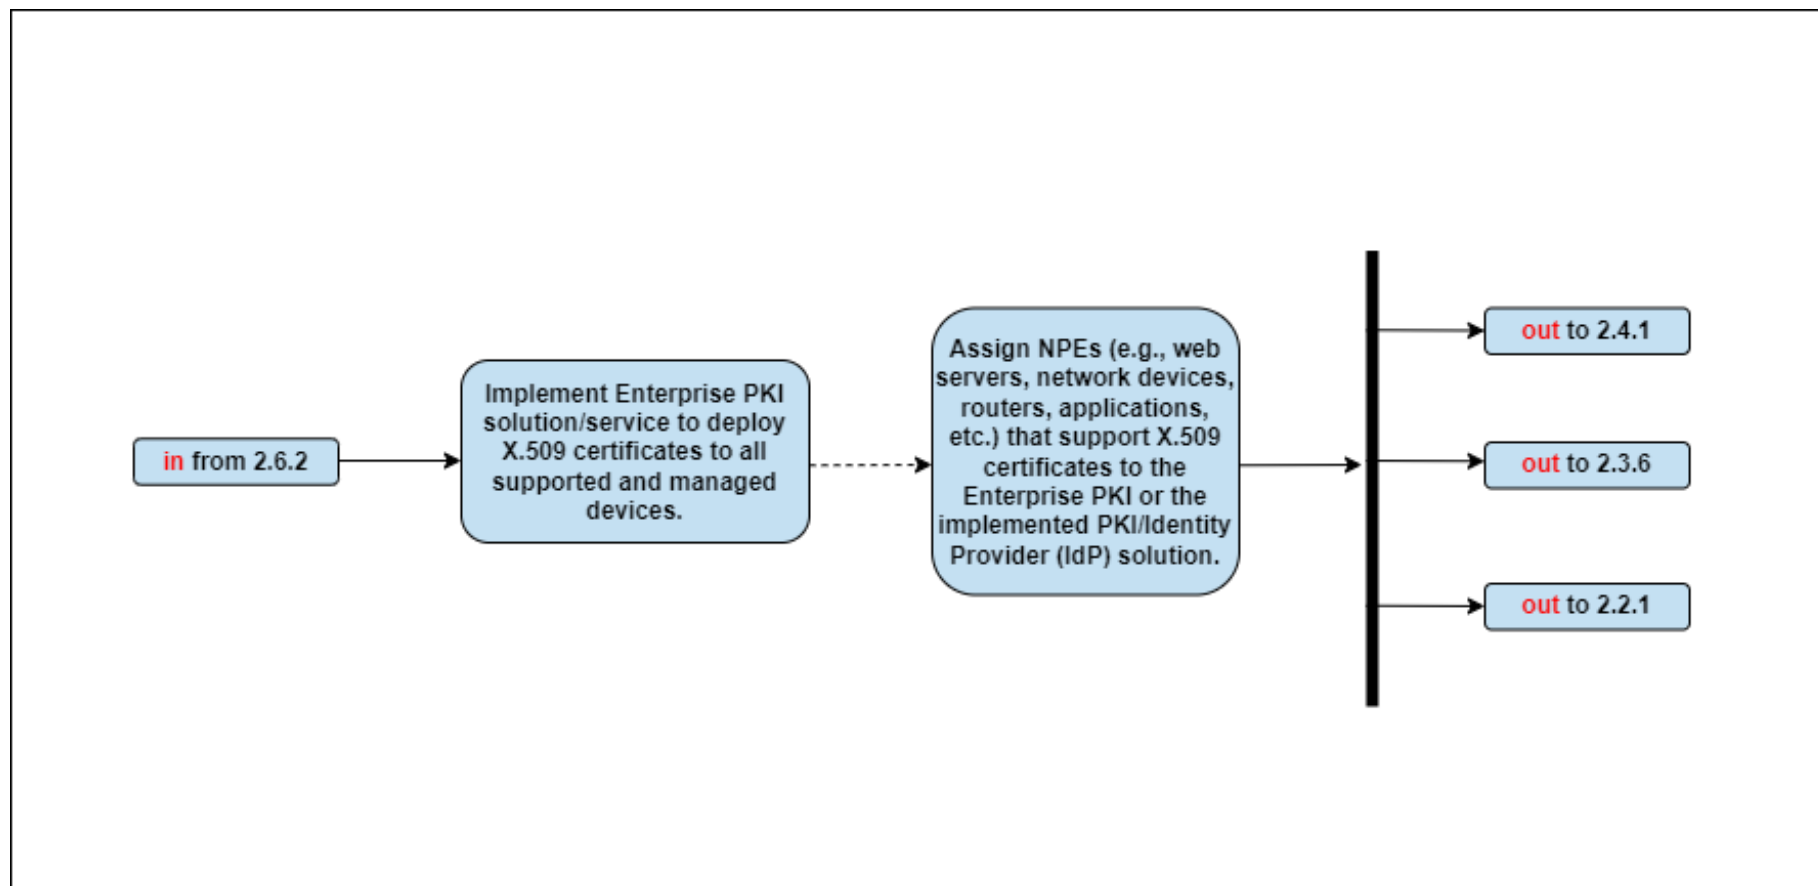 in from 2.6.2
Implement Enterprise PKI
solution/service to deploy
X.509 certificates to all
supported and managed
devices.
Assign NPEs (e.g., web
servers, network devices,
routers, applications,
etc.) that support X.509
certificates to the
Enterprise PKI or the
implemented PKI/Identity
Provider (IdP) solution.
out to 2.4.1
out to 2.3.6
out to 2.2.1